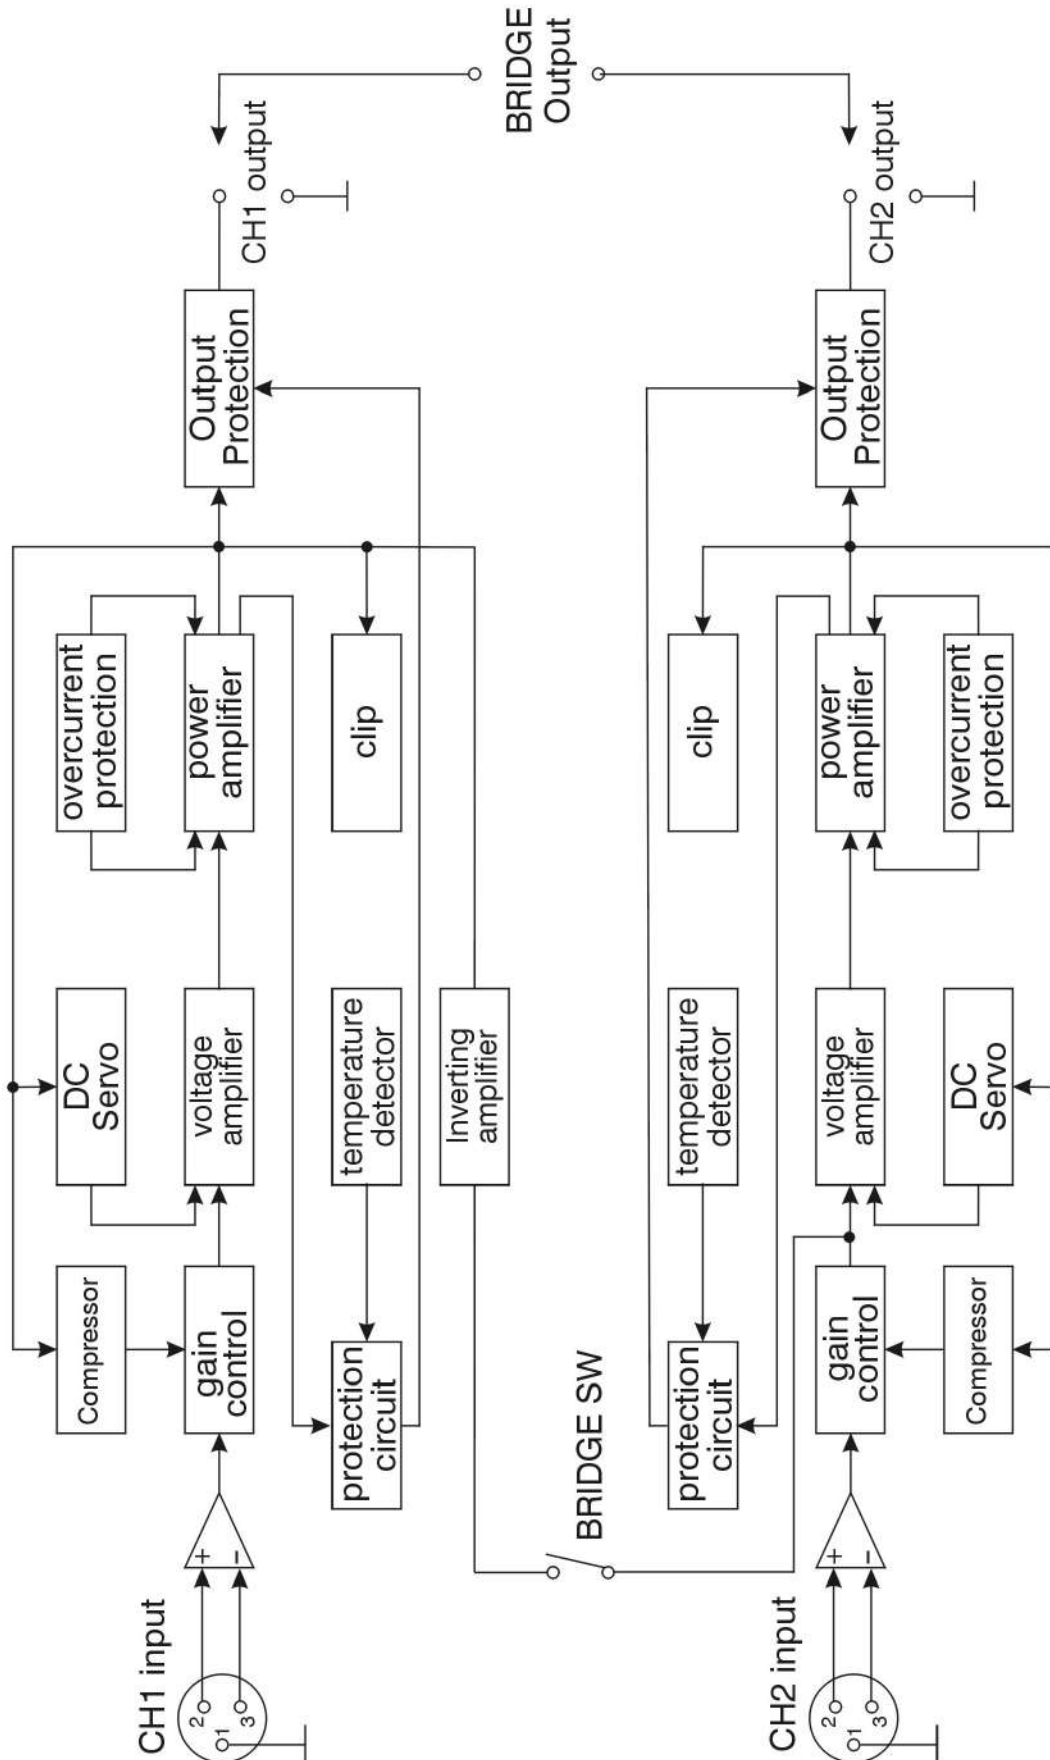 CH1 input
2
1
3
+
−
Compressor
gain
control
DC
Servo
voltage
amplifier
overcurrent
protection
power
amplifier
Output
Protection
CH1 output
protection
circuit
temperature
detector
clip
Inverting
amplifier
BRIDGE SW
BRIDGE
Output
protection
circuit
temperature
detector
clip
CH2 input
2
1
3
+
−
gain
control
voltage
amplifier
power
amplifier
Output
Protection
CH2 output
Compressor
DC
Servo
overcurrent
protection